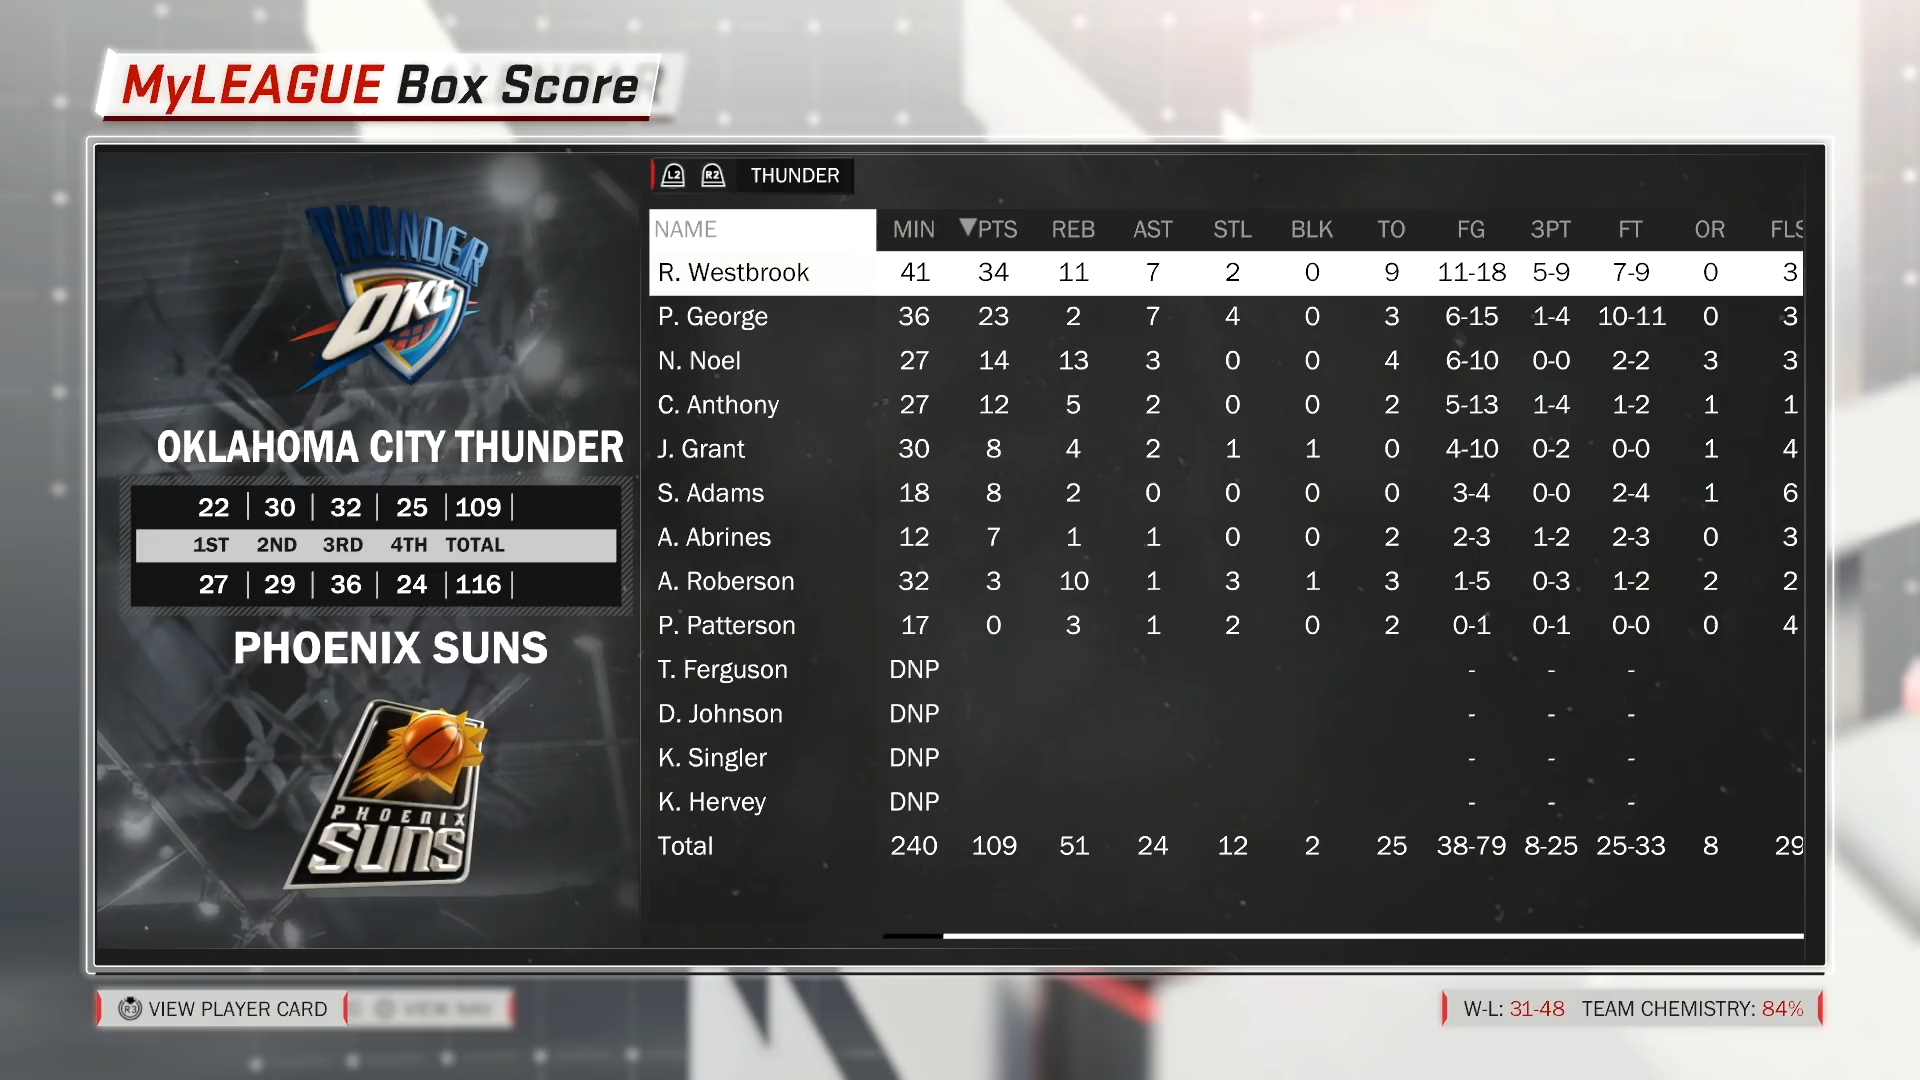 MyLEAGUE Box Score
L2 R2 THUNDER
NAME MIN ▼PTS REB AST STL BLK TO FG 3PT FT OR FLS
R. Westbrook 41 34 11 7 2 0 9 11-18 5-9 7-9 0 3
P. George 36 23 2 7 4 0 3 6-15 1-4 10-11 0 3
N. Noel 27 14 13 3 0 0 4 6-10 0-0 2-2 3 3
C. Anthony 27 12 5 2 0 0 2 5-13 1-4 1-2 1 1
J. Grant 30 8 4 2 1 1 0 4-10 0-2 0-0 1 4
S. Adams 18 8 2 0 0 0 0 3-4 0-0 2-4 1 6
A. Abrines 12 7 1 1 0 0 2 2-3 1-2 2-3 0 3
A. Roberson 32 3 10 1 3 1 3 1-5 0-3 1-2 2 2
P. Patterson 17 0 3 1 2 0 2 0-1 0-1 0-0 0 4
T. Ferguson DNP - - -
D. Johnson DNP - - -
K. Singler DNP - - -
K. Hervey DNP - - -
Total 240 109 51 24 12 2 25 38-79 8-25 25-33 8 29
THUNDER
OKC
OKLAHOMA CITY THUNDER
22 | 30 | 32 | 25 | 109 |
1ST 2ND 3RD 4TH TOTAL
27 | 29 | 36 | 24 | 116 |
PHOENIX SUNS
PHOENIX
SUNS
R3 VIEW PLAYER CARD
W-L: 31-48 TEAM CHEMISTRY: 84%